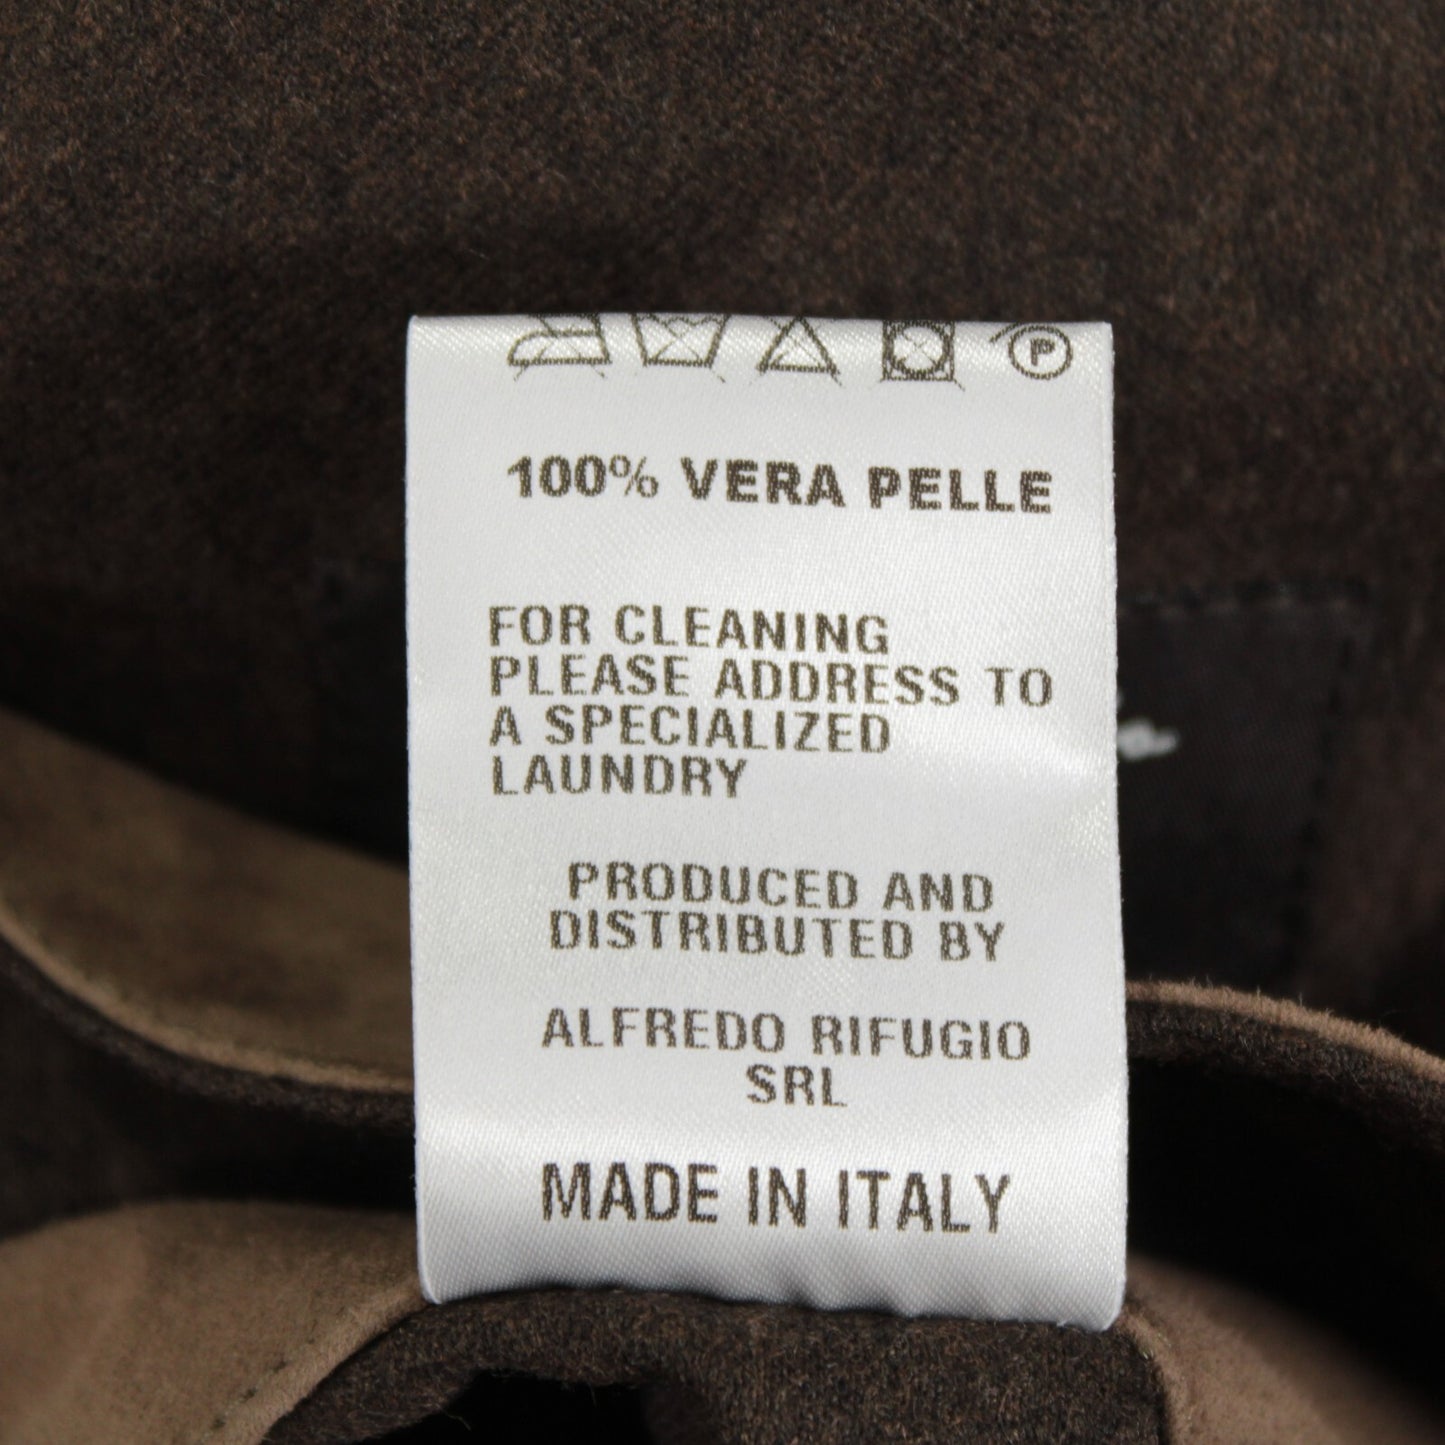 P
100% VERA PELLE
FOR CLEANING
PLEASE ADDRESS TO
A SPECIALIZED
LAUNDRY
PRODUCED AND
DISTRIBUTED BY
ALFREDO RIFUGIO
SRL
MADE IN ITALY